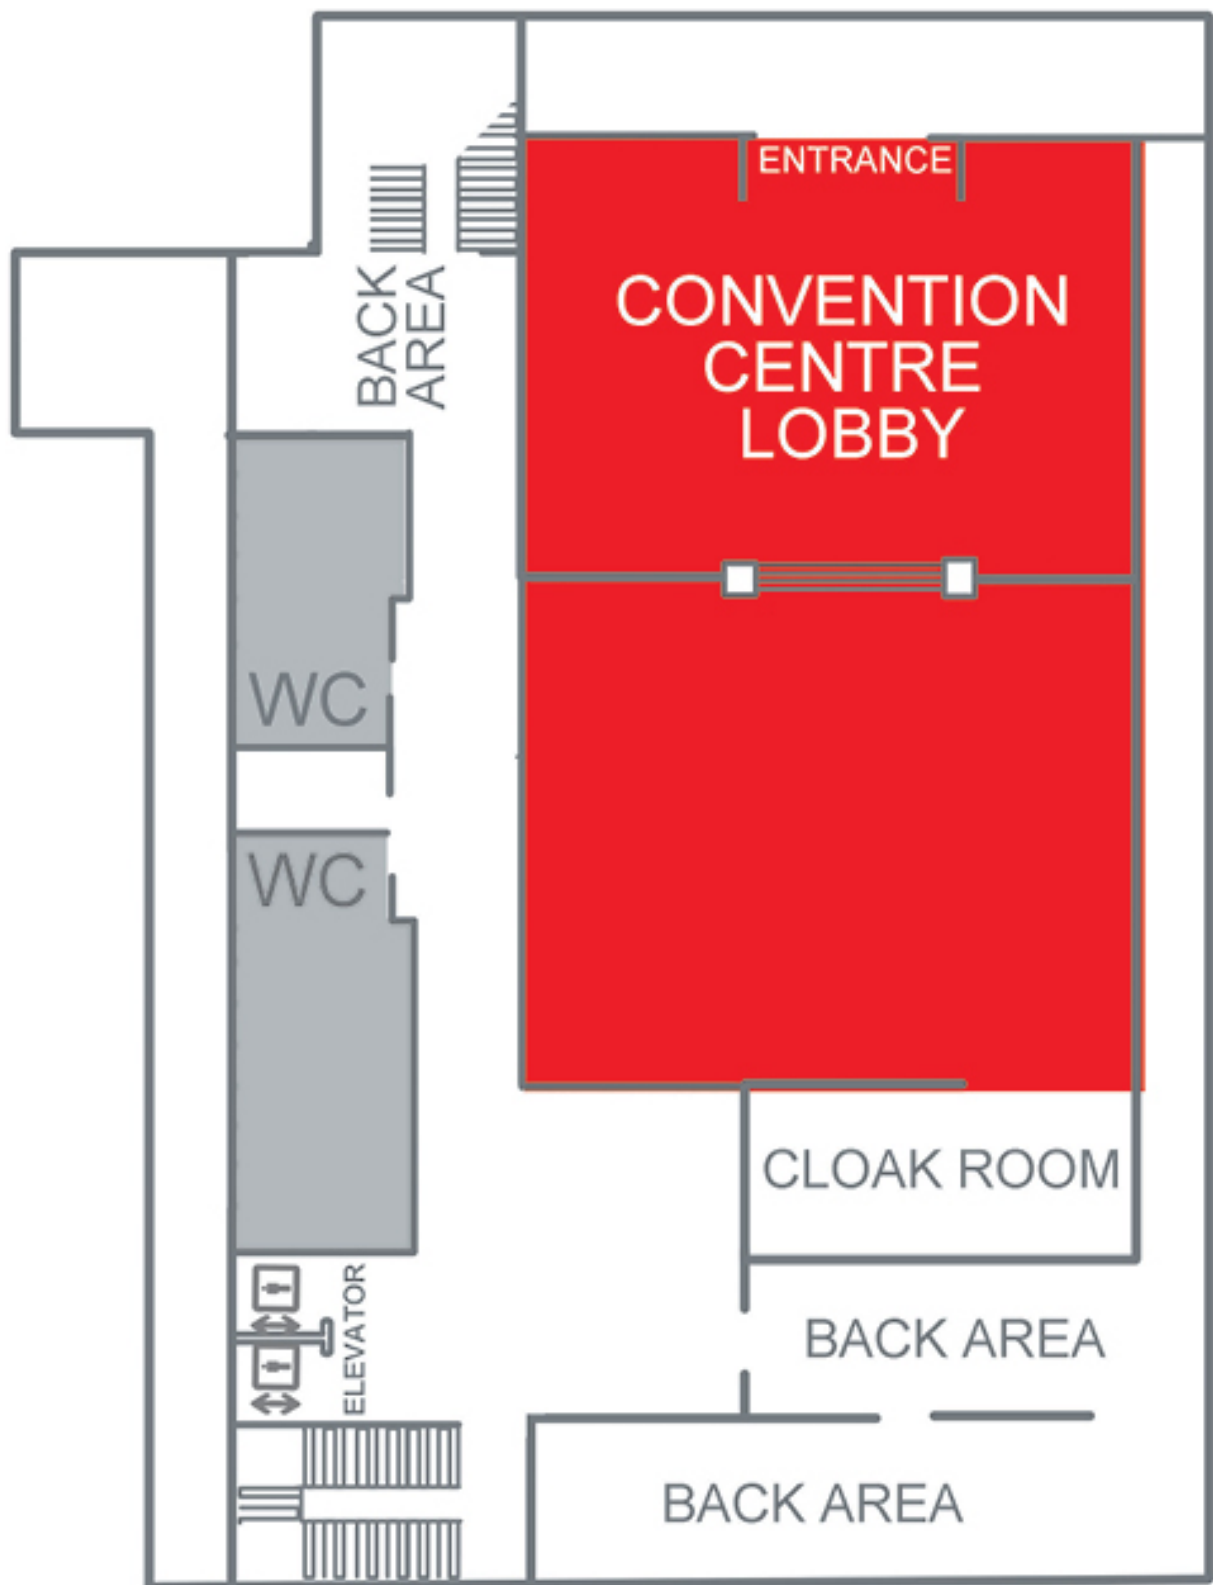 ENTRANCE
CONVENTION
CENTRE
LOBBY
BACK
AREA
WC
WC
CLOAK ROOM
ELEVATOR
BACK AREA
BACK AREA